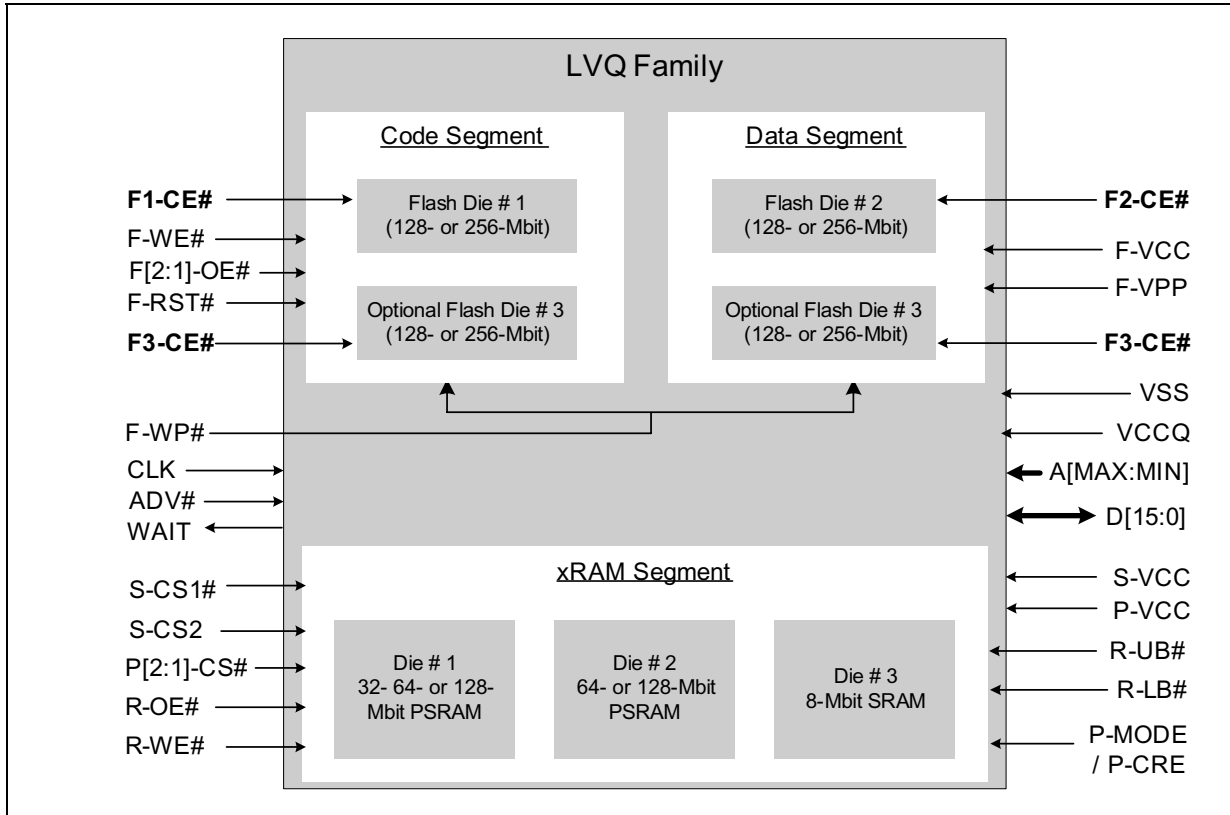 LVQ Family
Code Segment
Flash Die # 1
(128- or 256-Mbit)
Optional Flash Die # 3
(128- or 256-Mbit)
Data Segment
Flash Die # 2
(128- or 256-Mbit)
Optional Flash Die # 3
(128- or 256-Mbit)
F1-CE#
F-WE#
F[2:1]-OE#
F-RST#
F3-CE#
F-WP#
CLK
ADV#
WAIT
S-CS1#
S-CS2
P[2:1]-CS#
R-OE#
R-WE#
F2-CE#
F-VCC
F-VPP
F3-CE#
VSS
VCCQ
A[MAX:MIN]
D[15:0]
S-VCC
P-VCC
R-UB#
R-LB#
P-MODE
/ P-CRE
xRAM Segment
Die # 1
32- 64- or 128-
Mbit PSRAM
Die # 2
64- or 128-Mbit
PSRAM
Die # 3
8-Mbit SRAM